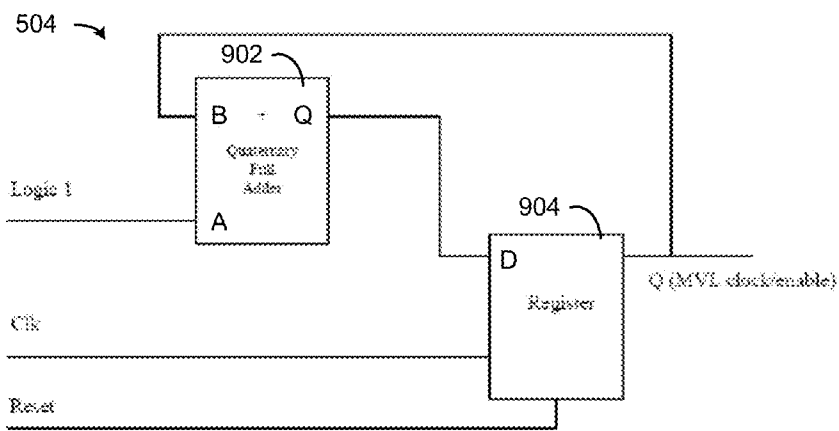 504
902
B + Q
Quaternary
Full
Adder
Logic 1
A
904
D
Q (MVL clock/enable)
Register
Clk
Reset